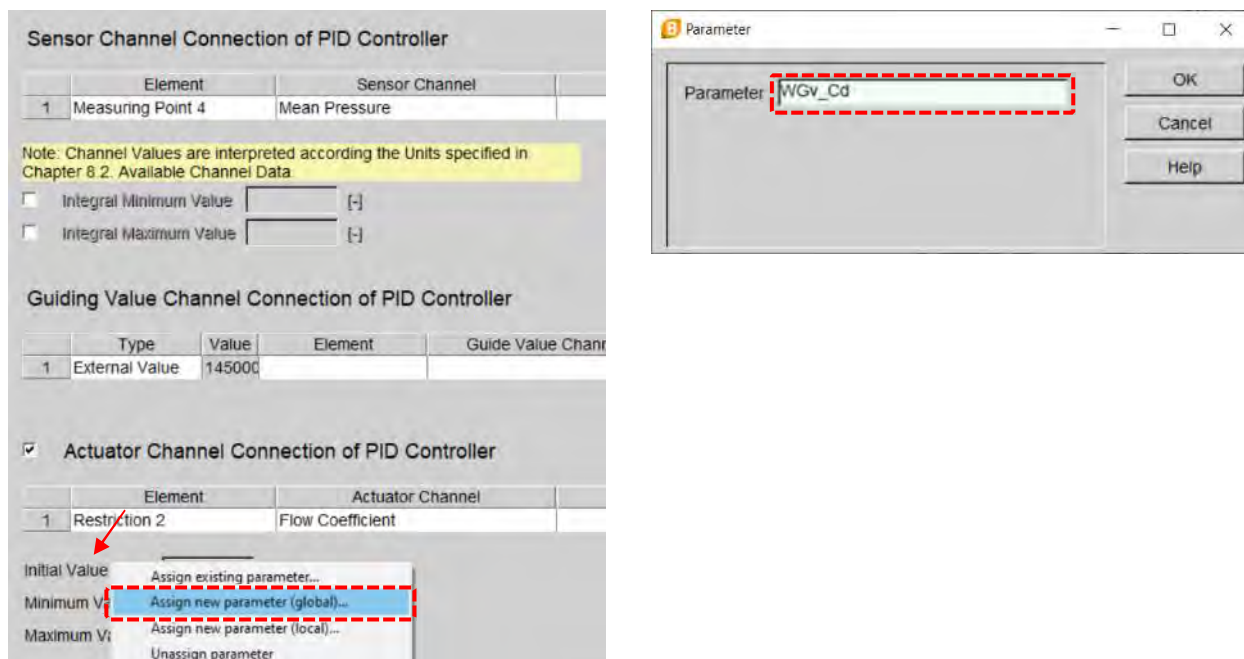 Sensor Channel Connection of PID Controller
Element Sensor Channel
1 Measuring Point 4 Mean Pressure
Note: Channel Values are interpreted according the Units specified in
Chapter 8.2. Available Channel Data
Integral Minimum Value [-]
Integral Maximum Value [-]
Guiding Value Channel Connection of PID Controller
Type Value Element Guide Value Chanr
1 External Value 145000
Actuator Channel Connection of PID Controller
Element Actuator Channel
1 Restriction 2 Flow Coefficient
Initial Value
Assign existing parameter...
Minimum Va
Assign new parameter (global)...
Maximum Va
Assign new parameter (local)...
Unassign parameter
Parameter
Parameter WGv_Cd
OK
Cancel
Help